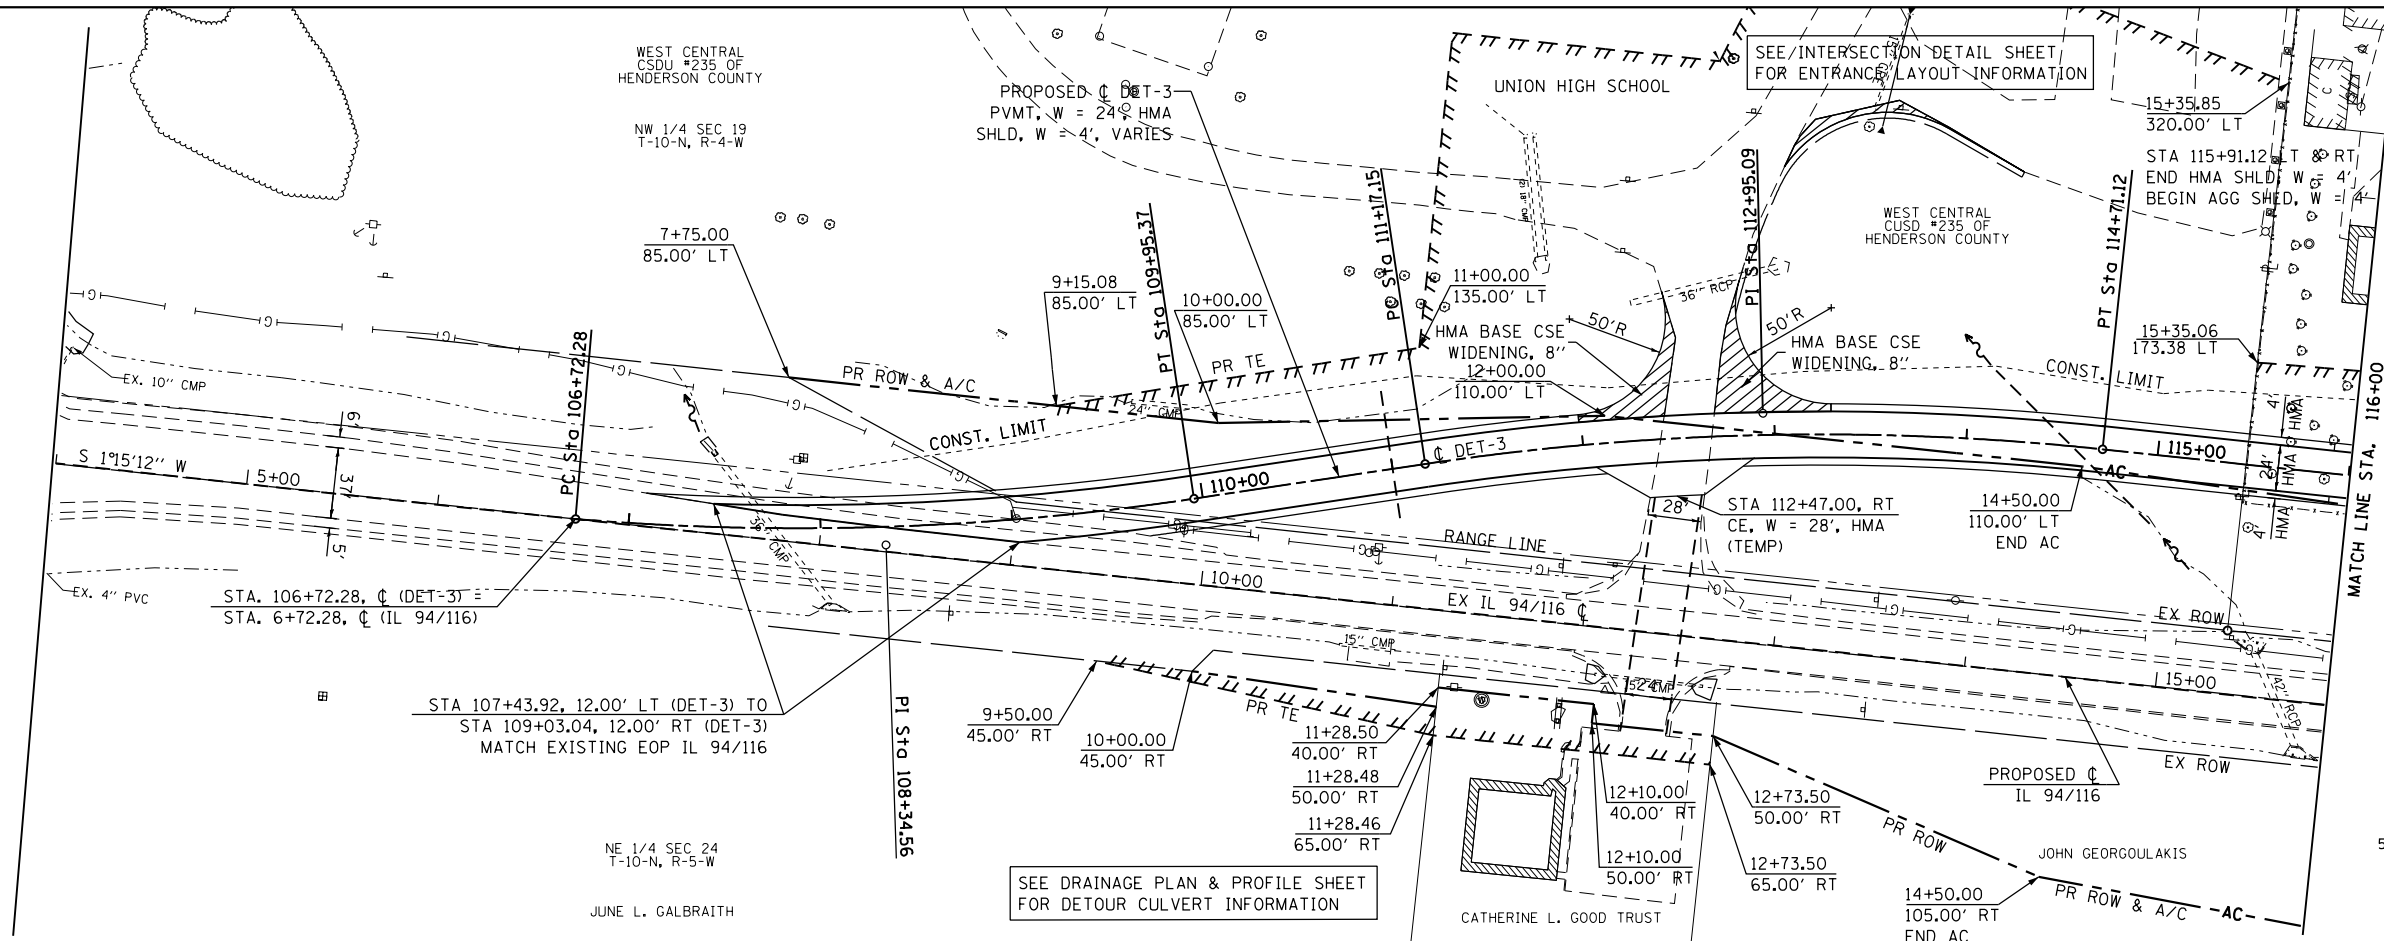 WEST CENTRAL
CSDU #235 OF
HENDERSON COUNTY
NW 1/4 SEC 19
T-10-N, R-4-W
PROPOSED ℄ DET-3
PVMT, W = 24', HMA
SHLD, W = 4', VARIES
UNION HIGH SCHOOL
SEE INTERSECTION DETAIL SHEET
FOR ENTRANCE LAYOUT INFORMATION
15+35.85
320.00' LT
STA 115+91.12 LT & RT
END HMA SHLD, W = 4'
BEGIN AGG SHLD, W = 4'
WEST CENTRAL
CUSD #235 OF
HENDERSON COUNTY
7+75.00
85.00' LT
9+15.08
85.00' LT
10+00.00
85.00' LT
PT Sta 109+95.37
PC Sta 111+17.15
11+00.00
135.00' LT
PI Sta 112+95.09
PT Sta 114+71.12
36" RCP
50'R
50'R
HMA BASE CSE
WIDENING, 8"
HMA BASE CSE
WIDENING, 8"
12+00.00
110.00' LT
15+35.06
173.38 LT
CONST. LIMIT
MATCH LINE STA. 116+00
EX. 10" CMP
PC Sta 106+72.28
PR ROW & A/C
PR TE
24" CMP
CONST. LIMIT
6'
37'
5'
S 1°15'12" W
5+00
36" CMP
110+00
℄ DET-3
115+00
AC
4'
HMA
24'
HMA
4'
HMA
28'
STA 112+47.00, RT
CE, W = 28', HMA
(TEMP)
14+50.00
110.00' LT
END AC
RANGE LINE
10+00
EX IL 94/116 ℄
EX ROW
EX. 4" PVC
STA. 106+72.28, ℄ (DET-3) =
STA. 6+72.28, ℄ (IL 94/116)
15" CMP
15+00
42" RCP
STA 107+43.92, 12.00' LT (DET-3) TO
STA 109+03.04, 12.00' RT (DET-3)
MATCH EXISTING EOP IL 94/116
PI Sta 108+34.56
9+50.00
45.00' RT
10+00.00
45.00' RT
PR TE
11+28.50
40.00' RT
11+28.48
50.00' RT
11+28.46
65.00' RT
12+10.00
40.00' RT
12+10.00
50.00' RT
12+73.50
50.00' RT
12+73.50
65.00' RT
EX ROW
PROPOSED ℄
IL 94/116
PR ROW
JOHN GEORGOULAKIS
NE 1/4 SEC 24
T-10-N, R-5-W
JUNE L. GALBRAITH
SEE DRAINAGE PLAN & PROFILE SHEET
FOR DETOUR CULVERT INFORMATION
CATHERINE L. GOOD TRUST
14+50.00
105.00' RT
END AC
PR ROW & A/C
AC
5